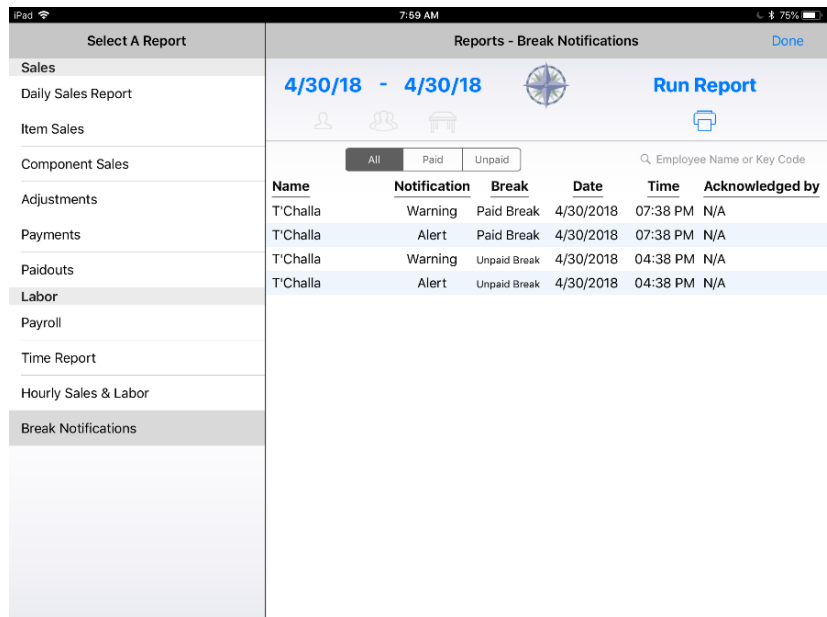 iPad 7:59 AM 75%
Select A Report
Reports - Break Notifications Done
Sales
Daily Sales Report
Item Sales
Component Sales
Adjustments
Payments
Paidouts
Labor
Payroll
Time Report
Hourly Sales & Labor
Break Notifications
4/30/18 - 4/30/18 Run Report
All Paid Unpaid Employee Name or Key Code
Name Notification Break Date Time Acknowledged by
T'Challa Warning Paid Break 4/30/2018 07:38 PM N/A
T'Challa Alert Paid Break 4/30/2018 07:38 PM N/A
T'Challa Warning Unpaid Break 4/30/2018 04:38 PM N/A
T'Challa Alert Unpaid Break 4/30/2018 04:38 PM N/A